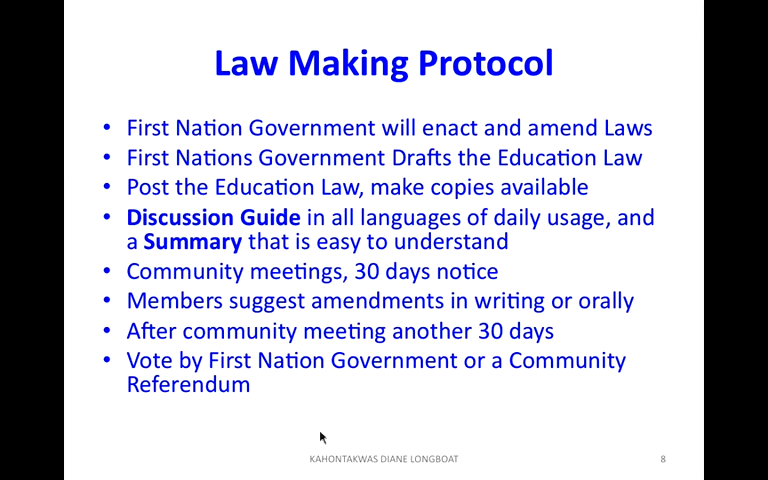 Law Making Protocol
• First Nation Government will enact and amend Laws
• First Nations Government Drafts the Education Law
• Post the Education Law, make copies available
• Discussion Guide in all languages of daily usage, and
a Summary that is easy to understand
• Community meetings, 30 days notice
• Members suggest amendments in writing or orally
• After community meeting another 30 days
• Vote by First Nation Government or a Community
Referendum
KAHONTAKWAS DIANE LONGBOAT
8